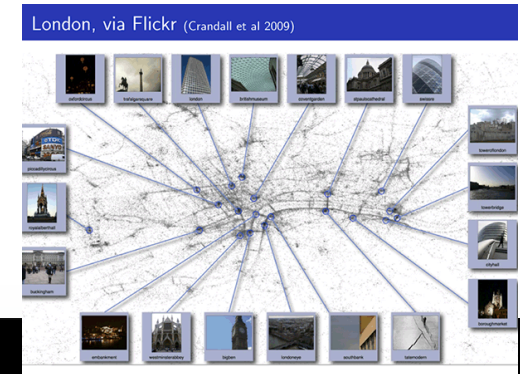 London, via Flickr (Crandall et al 2009)
oxfordcircus
trafalgarsquare
london
britishmuseum
coventgarden
stpaulscathedral
swissre
piccadillycircus
toweroflondon
royalalberthall
towerbridge
buckingham
cityhall
boroughmarket
embankment
westminsterabbey
bigben
londoneye
southbank
tatemodern